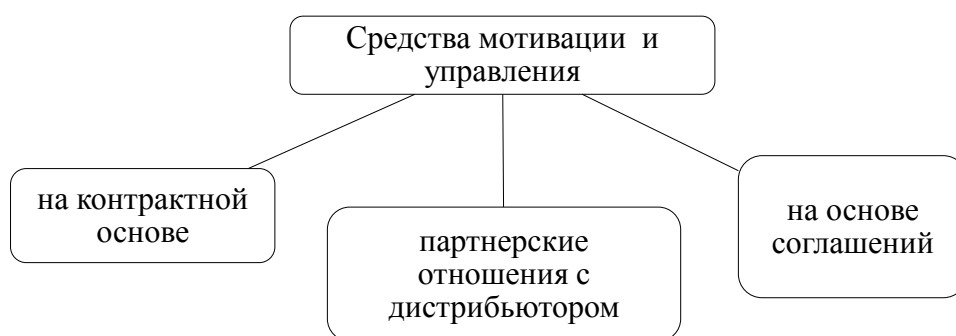 Средства мотивации и
управления
на контрактной
основе
партнерские
отношения с
дистрибьютором
на основе
соглашений